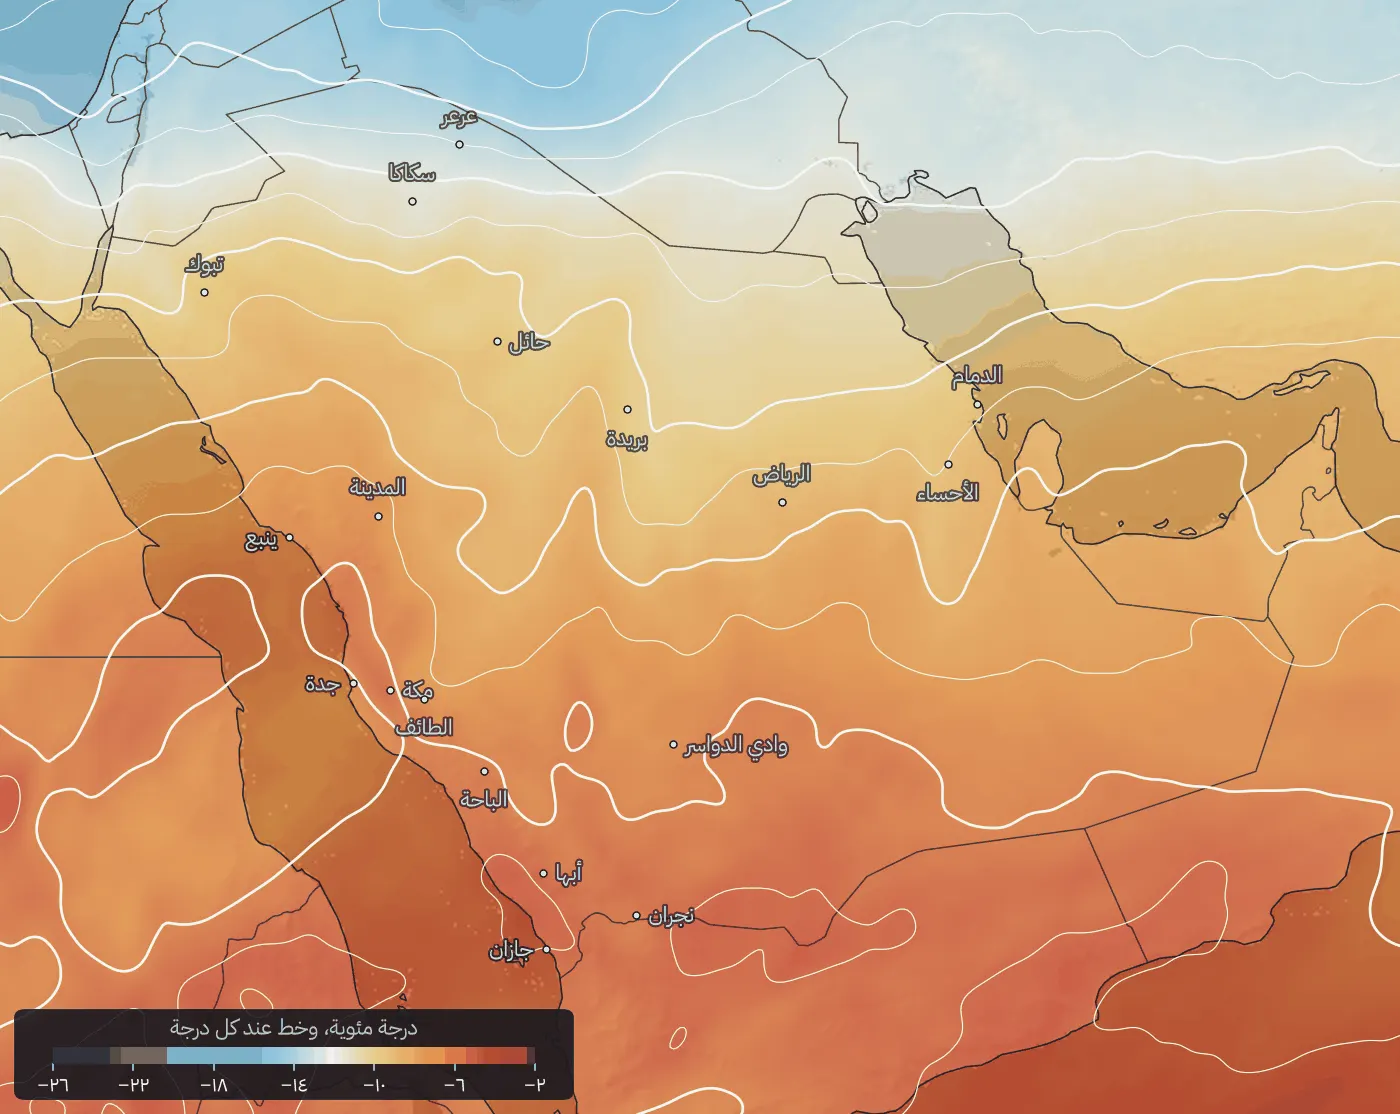 عرعر
سكاكا
تبوك
حائل
الدمام
بريدة
الرياض
الأحساء
المدينة
ينبع
جدة
مكة
الطائف
وادي الدواسر
الباحة
أبها
نجران
جازان
درجة مئوية، وخط عند كل درجة
−٢٦ −٢٢ −١٨ −١٤ −١٠ −٦ −٢